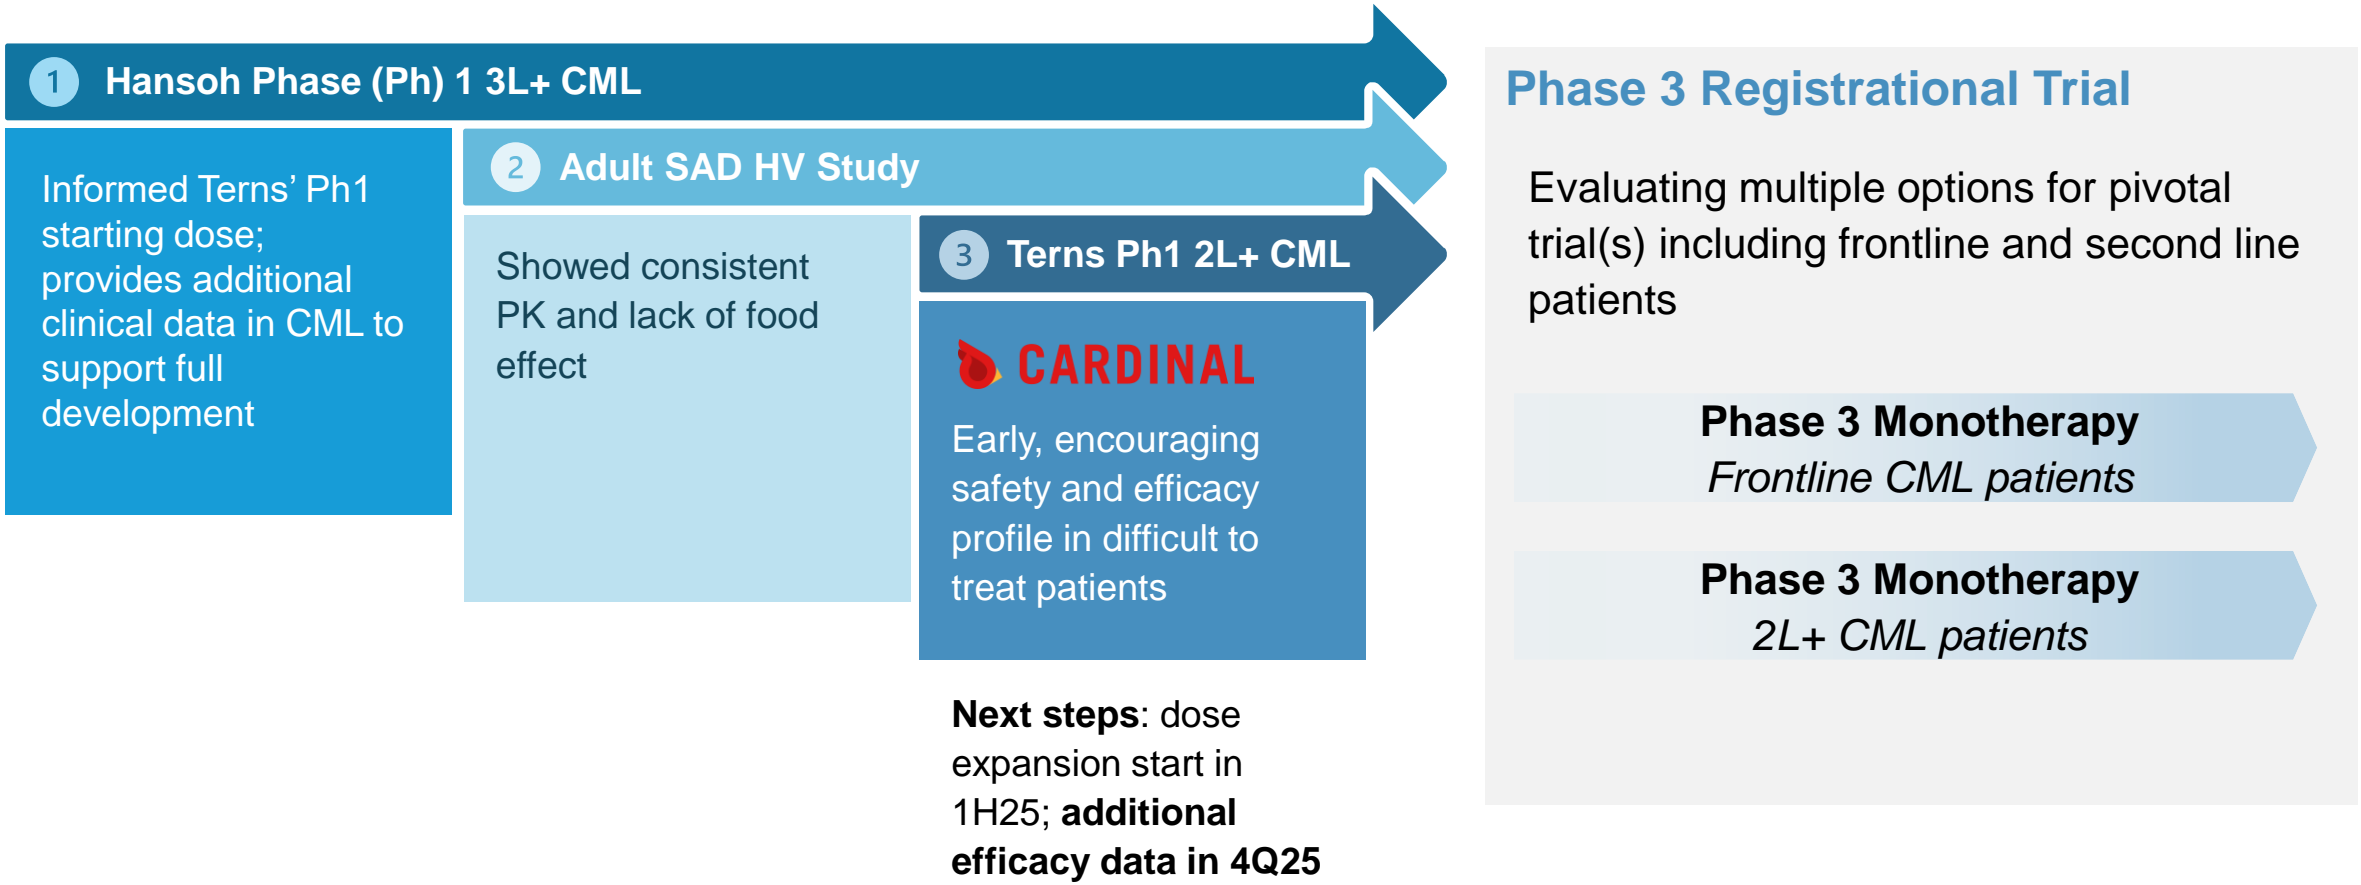 1 Hansoh Phase (Ph) 1 3L+ CML
Informed Terns’ Ph1
starting dose;
provides additional
clinical data in CML to
support full
development
2 Adult SAD HV Study
Showed consistent
PK and lack of food
effect
3 Terns Ph1 2L+ CML
CARDINAL
Early, encouraging
safety and efficacy
profile in difficult to
treat patients
Next steps: dose
expansion start in
1H25; additional
efficacy data in 4Q25
Phase 3 Registrational Trial
Evaluating multiple options for pivotal
trial(s) including frontline and second line
patients
Phase 3 Monotherapy
Frontline CML patients
Phase 3 Monotherapy
2L+ CML patients